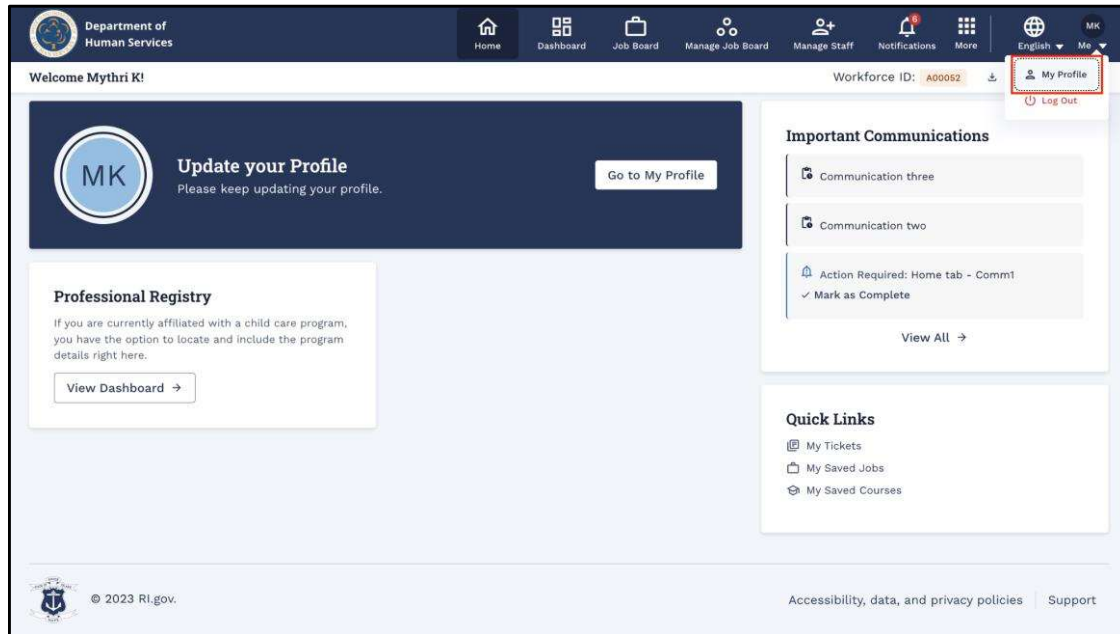 Department of
Human Services
Home
Dashboard
Job Board
Manage Job Board
Manage Staff
6
Notifications
More
English
MK
Me
Welcome Mythri K!
Workforce ID: A00052
My Profile
Log Out
MK
Update your Profile
Please keep updating your profile.
Go to My Profile
Important Communications
Communication three
Communication two
Action Required: Home tab - Comm1
✓ Mark as Complete
View All →
Professional Registry
If you are currently affiliated with a child care program,
you have the option to locate and include the program
details right here.
View Dashboard →
Quick Links
My Tickets
My Saved Jobs
My Saved Courses
© 2023 RI.gov.
Accessibility, data, and privacy policies
Support